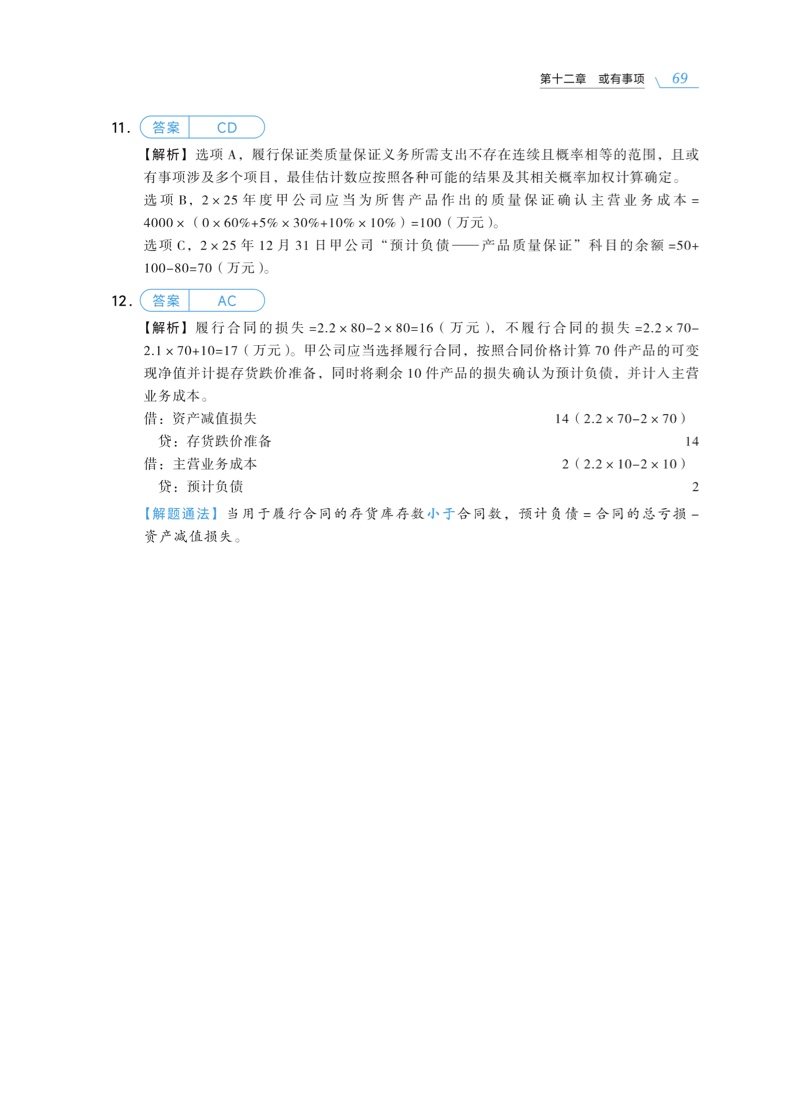 第十二章 或有事项 69
11. 答案 CD
【解析】选项 A，履行保证类质量保证义务所需支出不存在连续且概率相等的范围，且或
有事项涉及多个项目，最佳估计数应按照各种可能的结果及其相关概率加权计算确定。
选项 B，2×25 年度甲公司应当为所售产品作出的质量保证确认主营业务成本 =
4000×（0×60%+5%×30%+10%×10%）=100（万元）。
选项 C，2×25 年 12 月 31 日甲公司“预计负债——产品质量保证”科目的余额 =50+
100-80=70（万元）。
12. 答案 AC
【解析】履行合同的损失 =2.2×80-2×80=16（万元），不履行合同的损失 =2.2×70-
2.1×70+10=17（万元）。甲公司应当选择履行合同，按照合同价格计算 70 件产品的可变
现净值并计提存货跌价准备，同时将剩余 10 件产品的损失确认为预计负债，并计入主营
业务成本。
借：资产减值损失 14（2.2×70-2×70）
贷：存货跌价准备 14
借：主营业务成本 2（2.2×10-2×10）
贷：预计负债 2
【解题通法】当用于履行合同的存货库存数小于合同数，预计负债 = 合同的总亏损 -
资产减值损失。